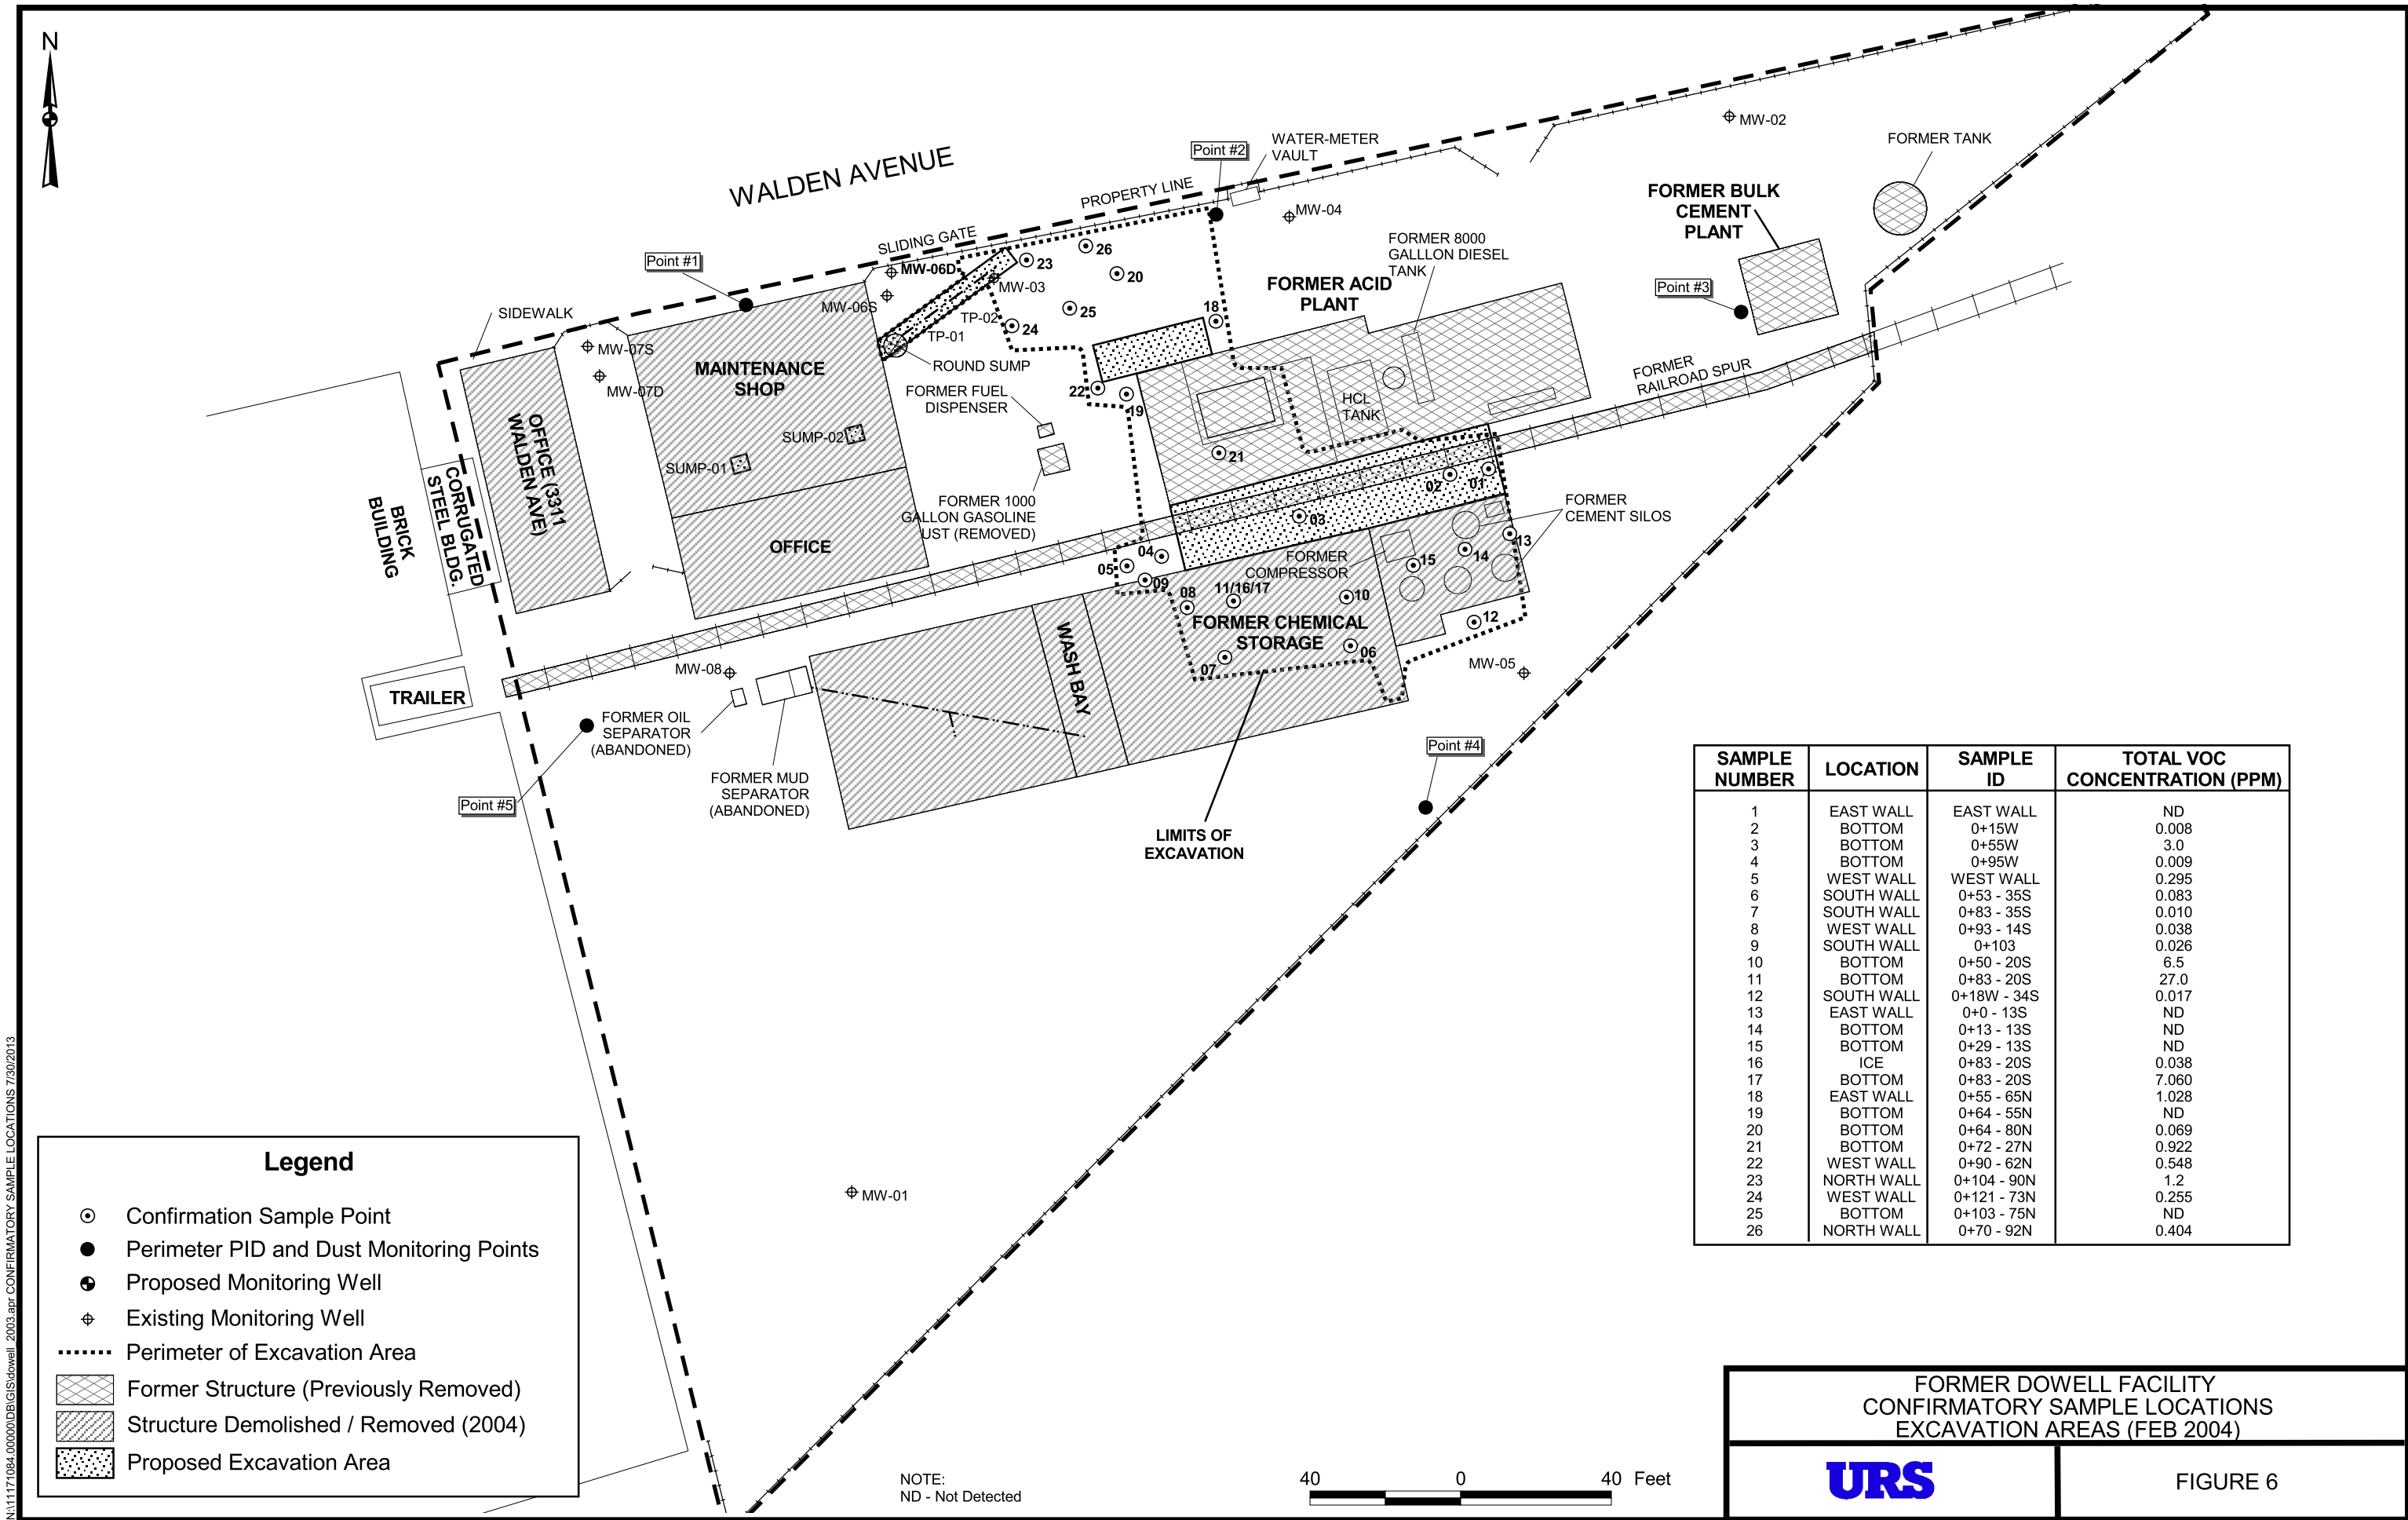 N
WALDEN AVENUE
PROPERTY LINE
SLIDING GATE
SIDEWALK
Point #1
Point #2
WATER-METER
VAULT
MW-04
MW-02
FORMER TANK
FORMER BULK
CEMENT
PLANT
Point #3
FORMER 8000
GALLLON DIESEL
TANK
FORMER ACID
PLANT
HCL
TANK
FORMER
RAILROAD SPUR
MW-06D
MW-06S
MW-03
TP-02
TP-01
ROUND SUMP
23
26
20
25
24
18
22
19
21
MW-07S
MW-07D
MAINTENANCE
SHOP
SUMP-02
SUMP-01
OFFICE
OFFICE (3311
WALDEN AVE)
CORRUGATED
STEEL BLDG.
BRICK
BUILDING
FORMER FUEL
DISPENSER
FORMER 1000
GALLON GASOLINE
UST (REMOVED)
02
01
03
04
05
09
08
11/16/17
10
07
06
15
14
13
12
FORMER
CEMENT SILOS
FORMER
COMPRESSOR
FORMER CHEMICAL
STORAGE
WASH BAY
MW-05
MW-08
TRAILER
FORMER OIL
SEPARATOR
(ABANDONED)
FORMER MUD
SEPARATOR
(ABANDONED)
Point #5
Point #4
LIMITS OF
EXCAVATION
MW-01
SAMPLE NUMBER LOCATION SAMPLE ID TOTAL VOC CONCENTRATION (PPM)
1 EAST WALL EAST WALL ND
2 BOTTOM 0+15W 0.008
3 BOTTOM 0+55W 3.0
4 BOTTOM 0+95W 0.009
5 WEST WALL WEST WALL 0.295
6 SOUTH WALL 0+53 - 35S 0.083
7 SOUTH WALL 0+83 - 35S 0.010
8 WEST WALL 0+93 - 14S 0.038
9 SOUTH WALL 0+103 0.026
10 BOTTOM 0+50 - 20S 6.5
11 BOTTOM 0+83 - 20S 27.0
12 SOUTH WALL 0+18W - 34S 0.017
13 EAST WALL 0+0 - 13S ND
14 BOTTOM 0+13 - 13S ND
15 BOTTOM 0+29 - 13S ND
16 ICE 0+83 - 20S 0.038
17 BOTTOM 0+83 - 20S 7.060
18 EAST WALL 0+55 - 65N 1.028
19 BOTTOM 0+64 - 55N ND
20 BOTTOM 0+64 - 80N 0.069
21 BOTTOM 0+72 - 27N 0.922
22 WEST WALL 0+90 - 62N 0.548
23 NORTH WALL 0+104 - 90N 1.2
24 WEST WALL 0+121 - 73N 0.255
25 BOTTOM 0+103 - 75N ND
26 NORTH WALL 0+70 - 92N 0.404
Legend
Confirmation Sample Point
Perimeter PID and Dust Monitoring Points
Proposed Monitoring Well
Existing Monitoring Well
Perimeter of Excavation Area
Former Structure (Previously Removed)
Structure Demolished / Removed (2004)
Proposed Excavation Area
NOTE:
ND - Not Detected
40 0 40 Feet
FORMER DOWELL FACILITY
CONFIRMATORY SAMPLE LOCATIONS
EXCAVATION AREAS (FEB 2004)
URS
FIGURE 6
N:\11171084.00000\DB\GIS\dowell_2003.apr CONFIRMATORY SAMPLE LOCATIONS 7/30/2013